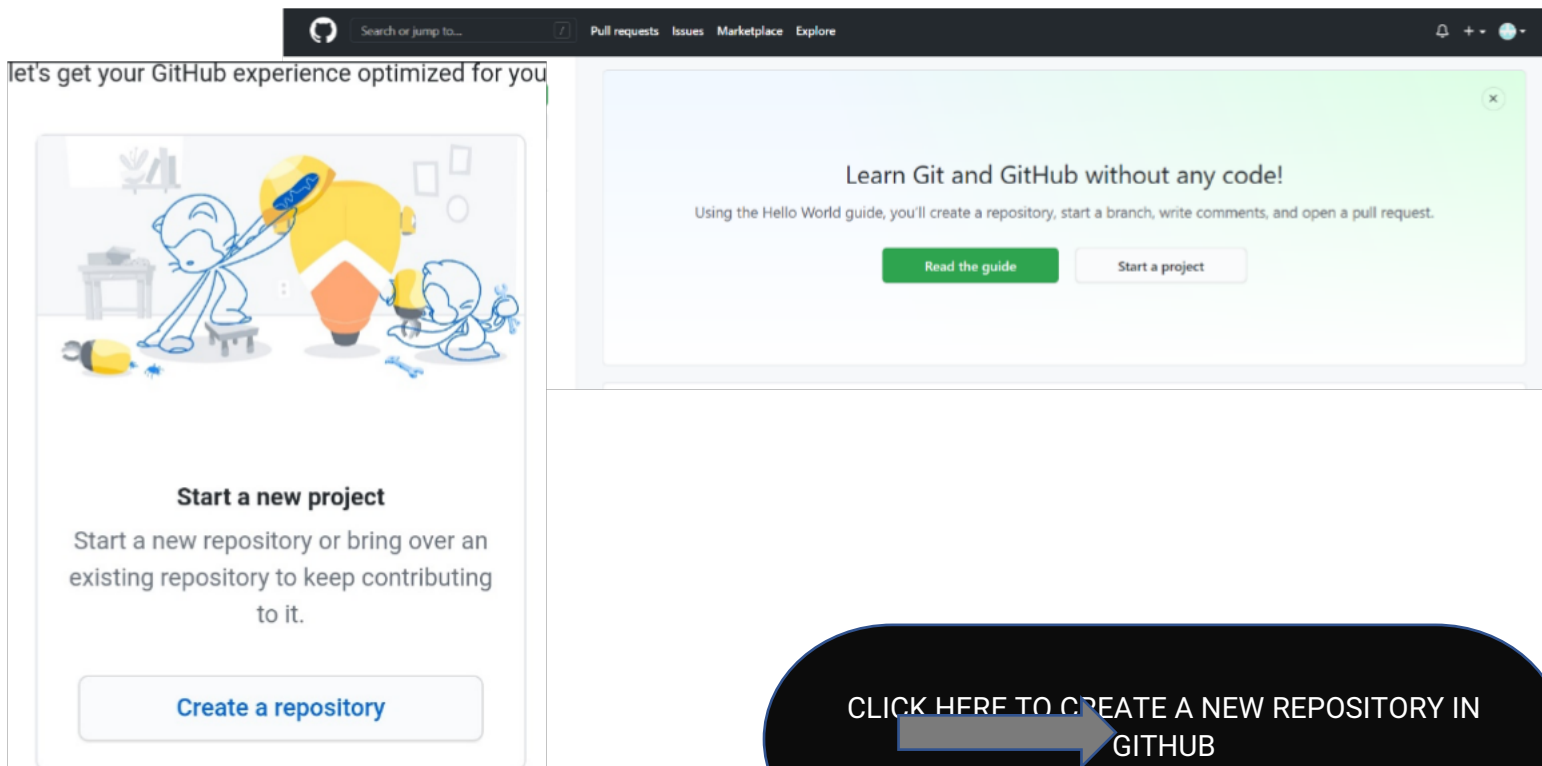 Search or jump to... /
Pull requests Issues Marketplace Explore
let's get your GitHub experience optimized for you
Learn Git and GitHub without any code!
Using the Hello World guide, you'll create a repository, start a branch, write comments, and open a pull request.
Read the guide
Start a project
Start a new project
Start a new repository or bring over an
existing repository to keep contributing
to it.
Create a repository
CLICK HERE TO CREATE A NEW REPOSITORY IN
GITHUB